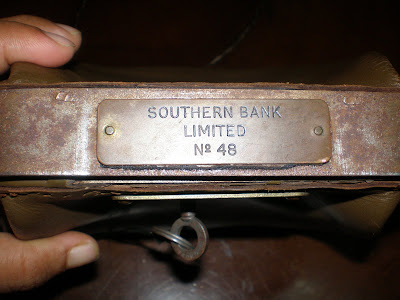 SOUTHERN BANK
LIMITED
Nº 48